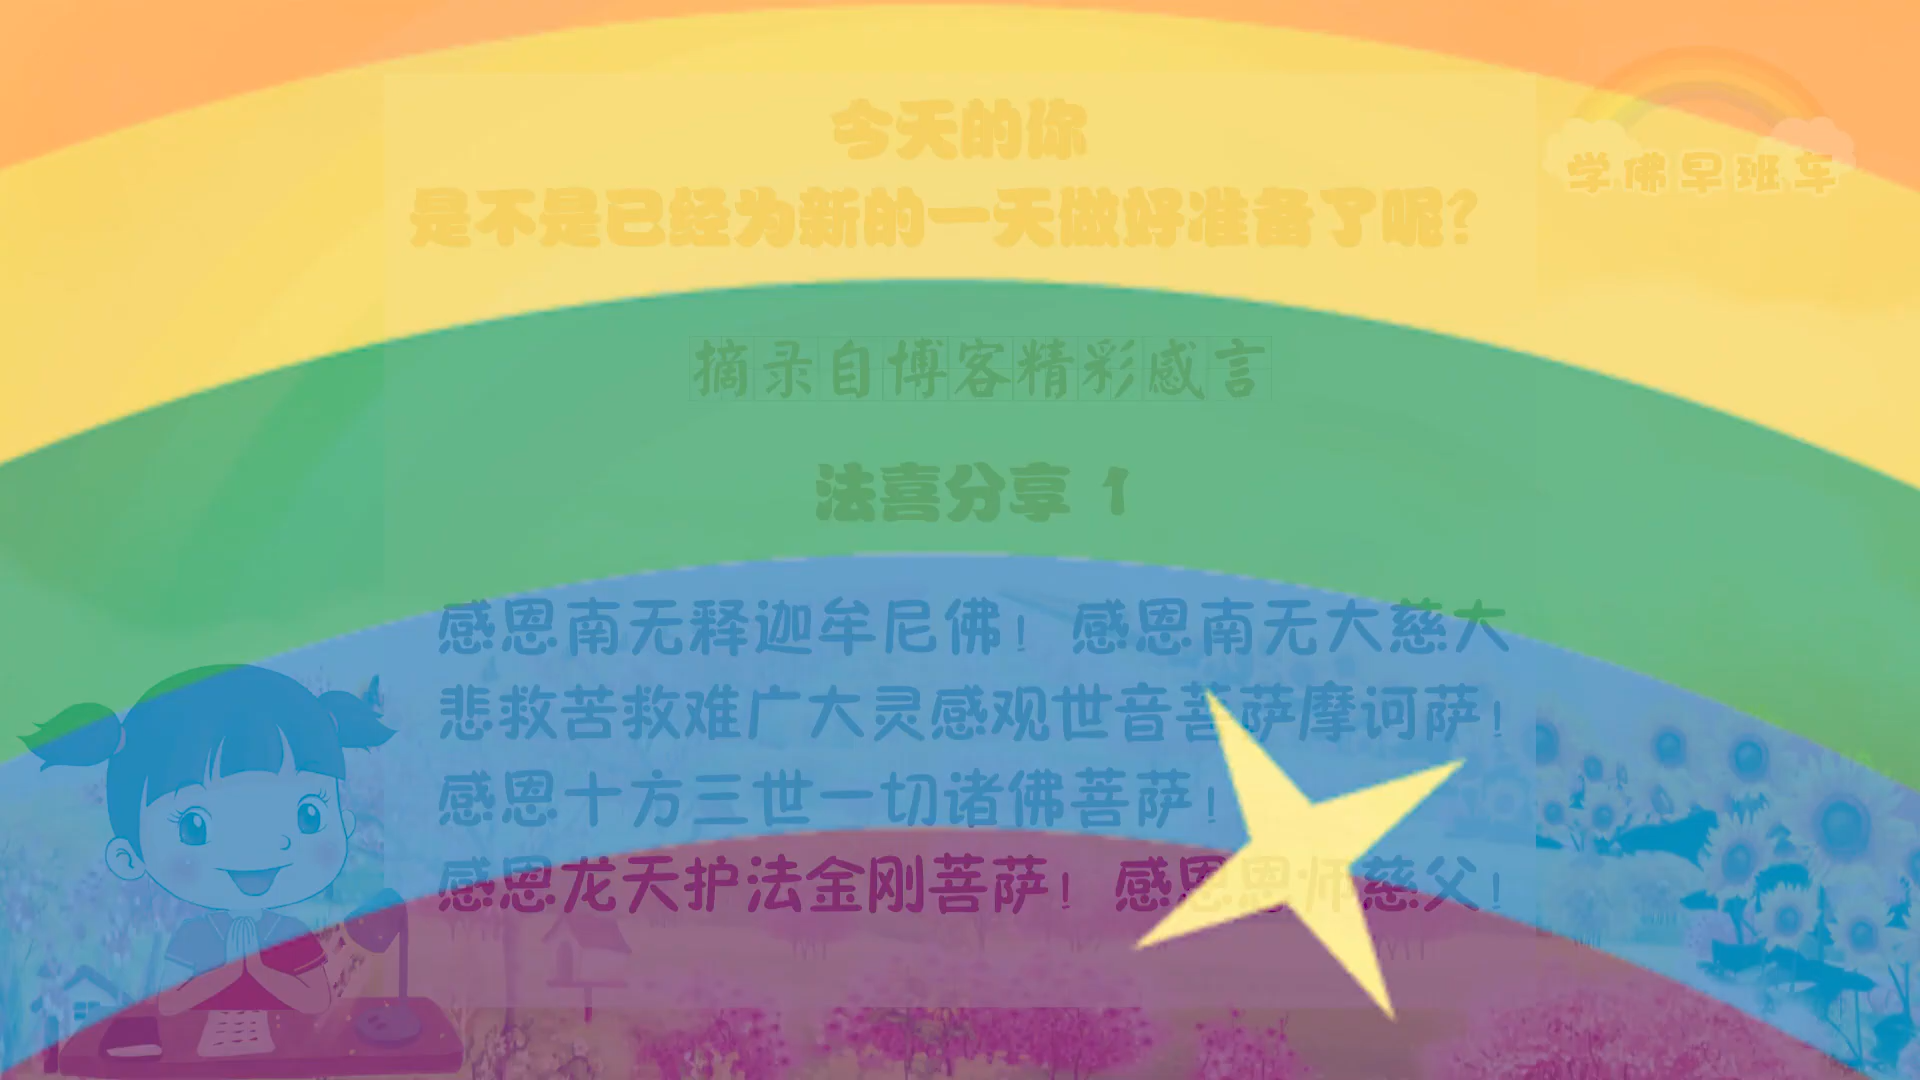 学佛早班车
今天的你
是不是已经为新的一天做好准备了呢?
摘录自博客精彩感言
法喜分享 1
感恩南无释迦牟尼佛！感恩南无大慈大
悲救苦救难广大灵感观世音菩萨摩诃萨！
感恩十方三世一切诸佛菩萨！
感恩龙天护法金刚菩萨！感恩恩师慈父！